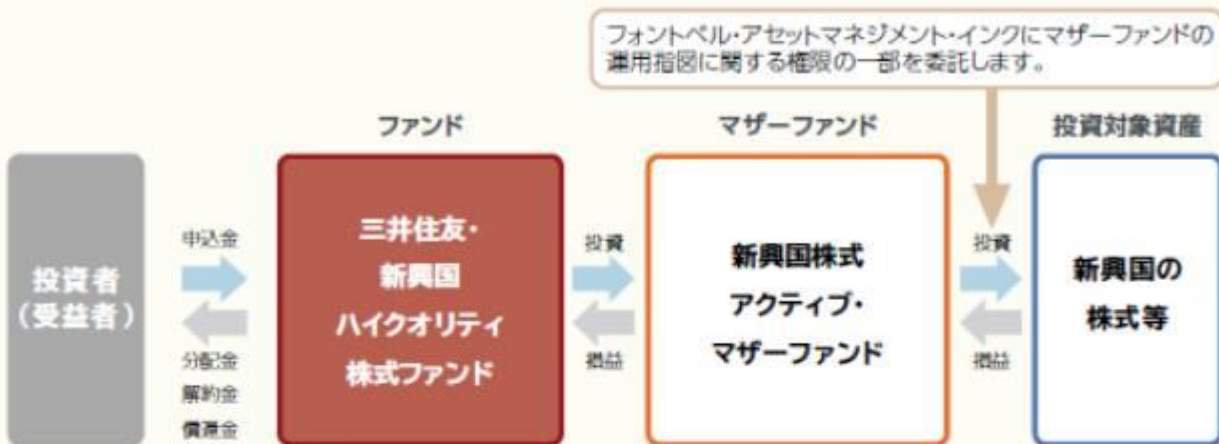 フォントベル・アセットマネジメント・インクにマザーファンドの
運用指図に関する権限の一部を委託します。
ファンド
マザーファンド
投資対象資産
投資者
(受益者)
申込金
分配金
解約金
償還金
三井住友・
新興国
ハイクオリティ
株式ファンド
投資
損益
新興国株式
アクティブ・
マザーファンド
投資
損益
新興国の
株式等